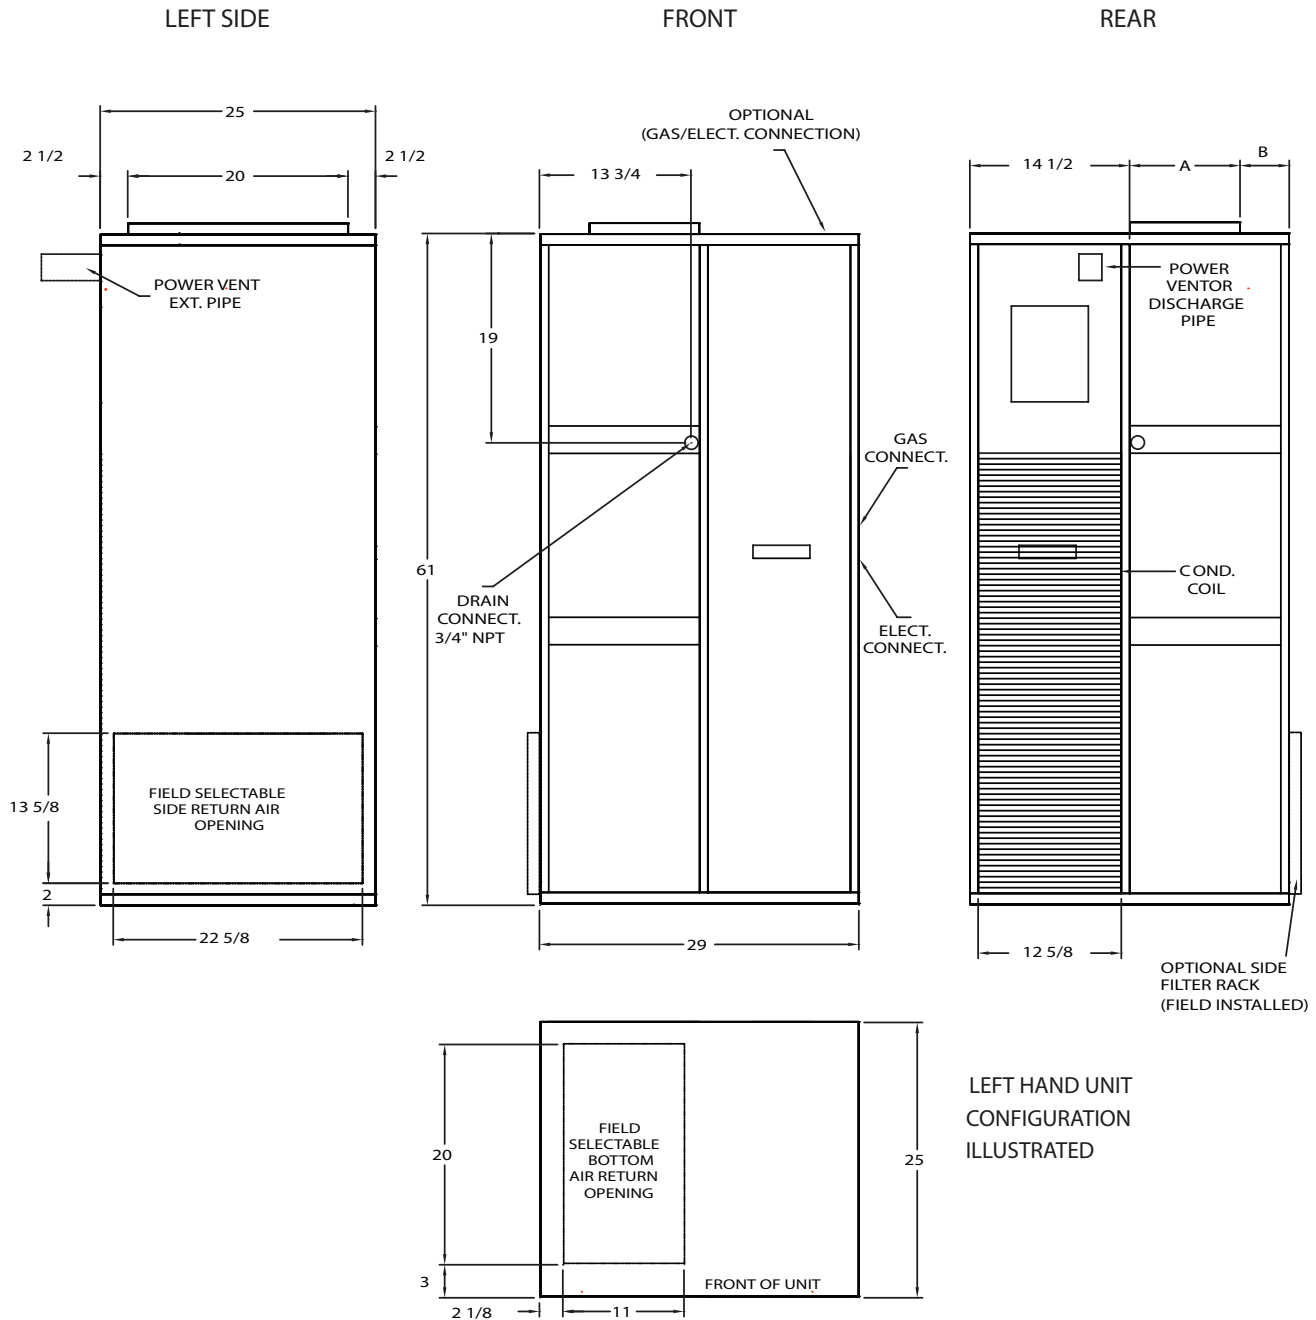 LEFT SIDE
FRONT
REAR
25
2 1/2
2 1/2
20
POWER VENT
EXT. PIPE
13 5/8
2
FIELD SELECTABLE
SIDE RETURN AIR
OPENING
22 5/8
OPTIONAL
(GAS/ELECT. CONNECTION)
13 3/4
19
61
DRAIN
CONNECT.
3/4" NPT
GAS
CONNECT.
ELECT.
CONNECT.
29
14 1/2
A
B
POWER
VENTOR
DISCHARGE
PIPE
COND.
COIL
12 5/8
OPTIONAL SIDE
FILTER RACK
(FIELD INSTALLED)
20
3
FIELD
SELECTABLE
BOTTOM
AIR RETURN
OPENING
FRONT OF UNIT
2 1/8
11
25
LEFT HAND UNIT
CONFIGURATION
ILLUSTRATED